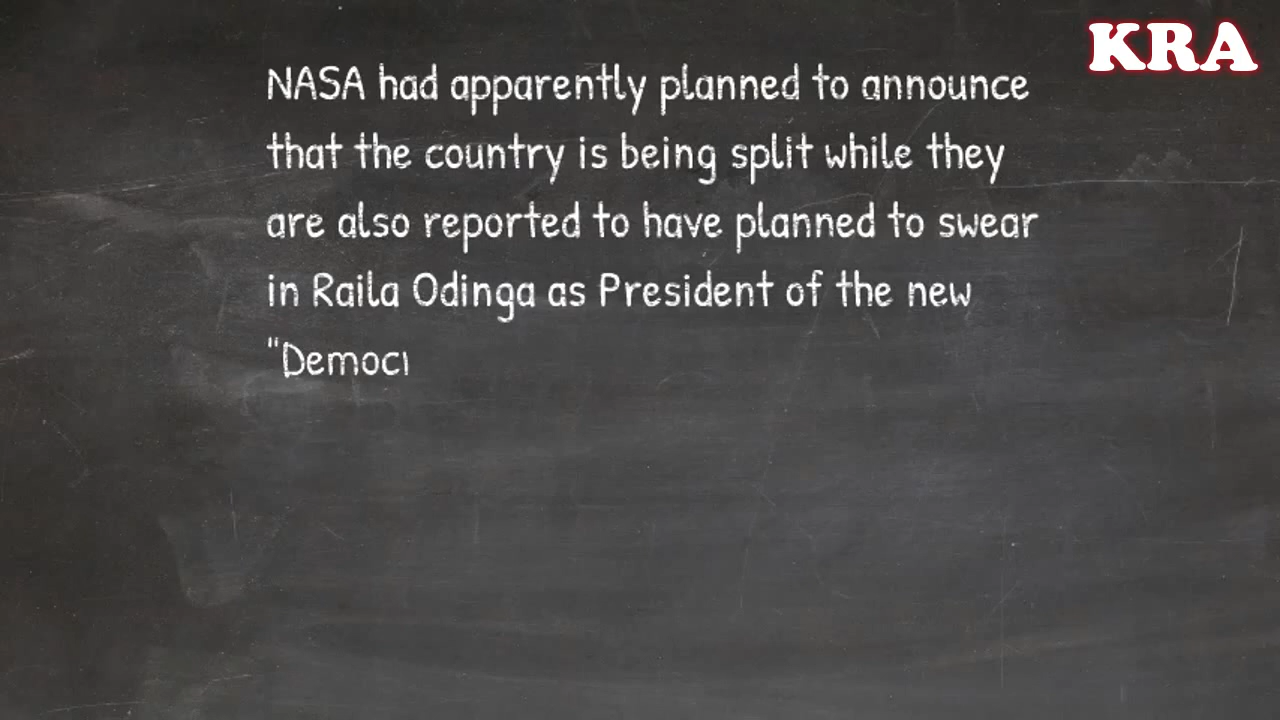 KRA
NASA had apparently planned to announce
that the country is being split while they
are also reported to have planned to swear
in Raila Odinga as President of the new